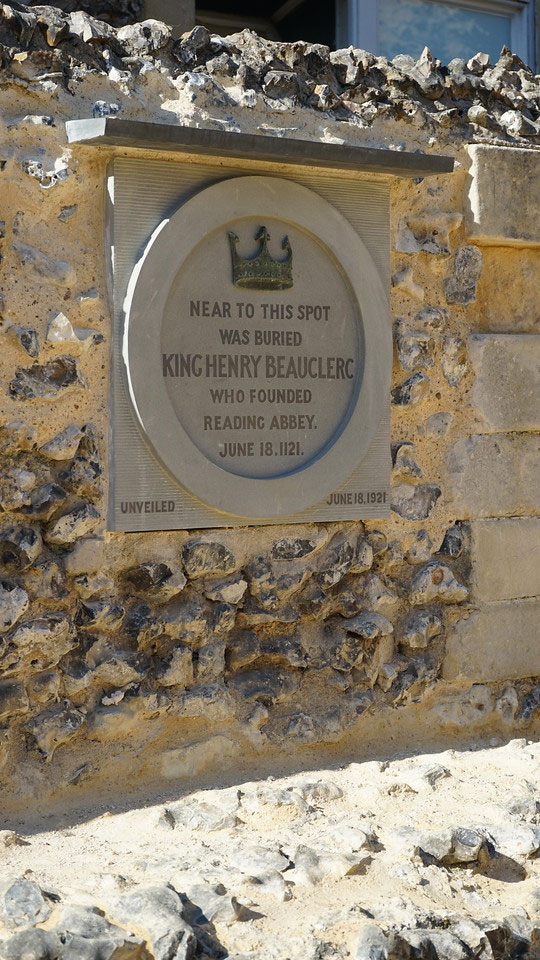 NEAR TO THIS SPOT
WAS BURIED
KING HENRY BEAUCLERC
WHO FOUNDED
READING ABBEY.
JUNE 18.1121.
UNVEILED JUNE 18,1921